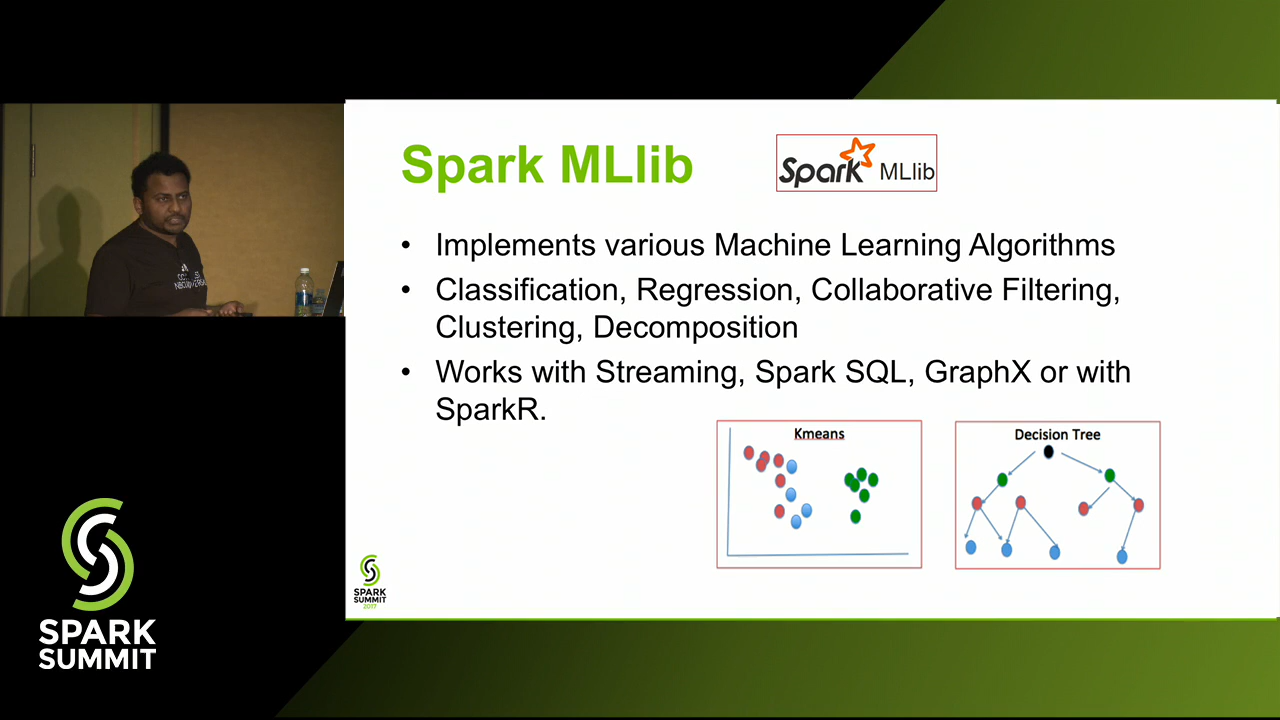 Spark MLlib
Spark MLlib
• Implements various Machine Learning Algorithms
• Classification, Regression, Collaborative Filtering,
Clustering, Decomposition
• Works with Streaming, Spark SQL, GraphX or with
SparkR.
Kmeans
Decision Tree
SPARK
SUMMIT
2017
SPARK
SUMMIT